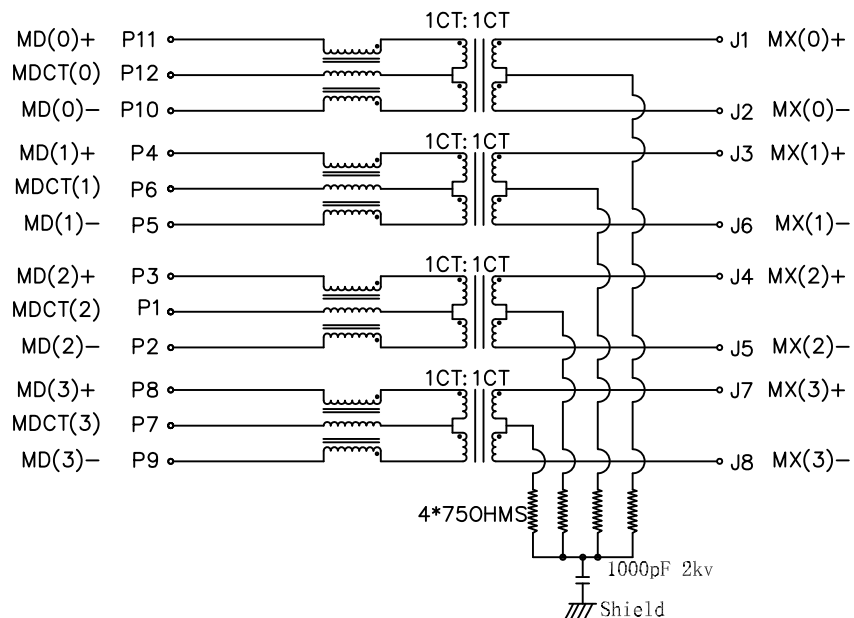 1CT:1CT
MD(0)+ P11 J1 MX(0)+
MDCT(0) P12
MD(0)- P10 J2 MX(0)-
1CT:1CT
MD(1)+ P4 J3 MX(1)+
MDCT(1) P6
MD(1)- P5 J6 MX(1)-
1CT:1CT
MD(2)+ P3 J4 MX(2)+
MDCT(2) P1
MD(2)- P2 J5 MX(2)-
1CT:1CT
MD(3)+ P8 J7 MX(3)+
MDCT(3) P7
MD(3)- P9 J8 MX(3)-
4*75OHMS
1000pF 2kv
Shield